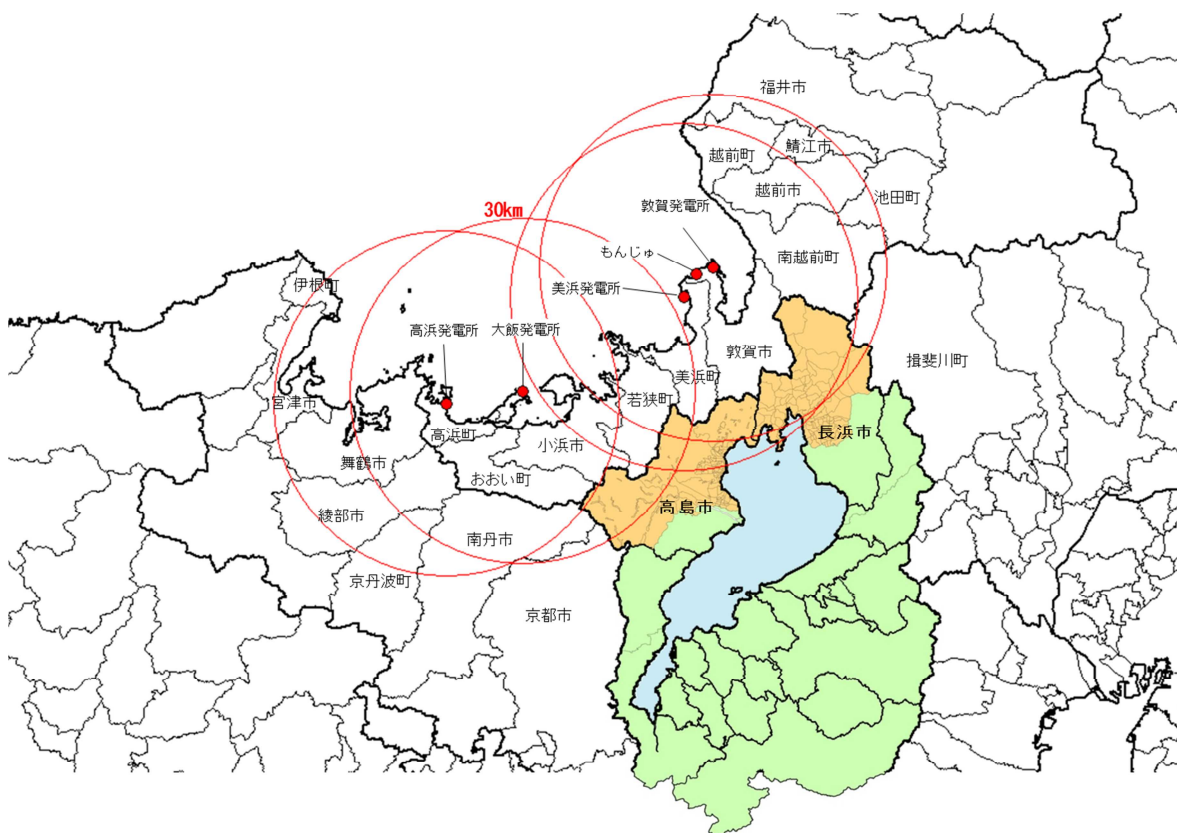 福井市
越前町
鯖江市
越前市
池田町
敦賀発電所
30km
もんじゅ
南越前町
伊根町
美浜発電所
高浜発電所
大飯発電所
敦賀市
揖斐川町
美浜町
宮津市
若狭町
高浜町
長浜市
小浜市
舞鶴市
おおい町
高島市
綾部市
南丹市
京丹波町
京都市